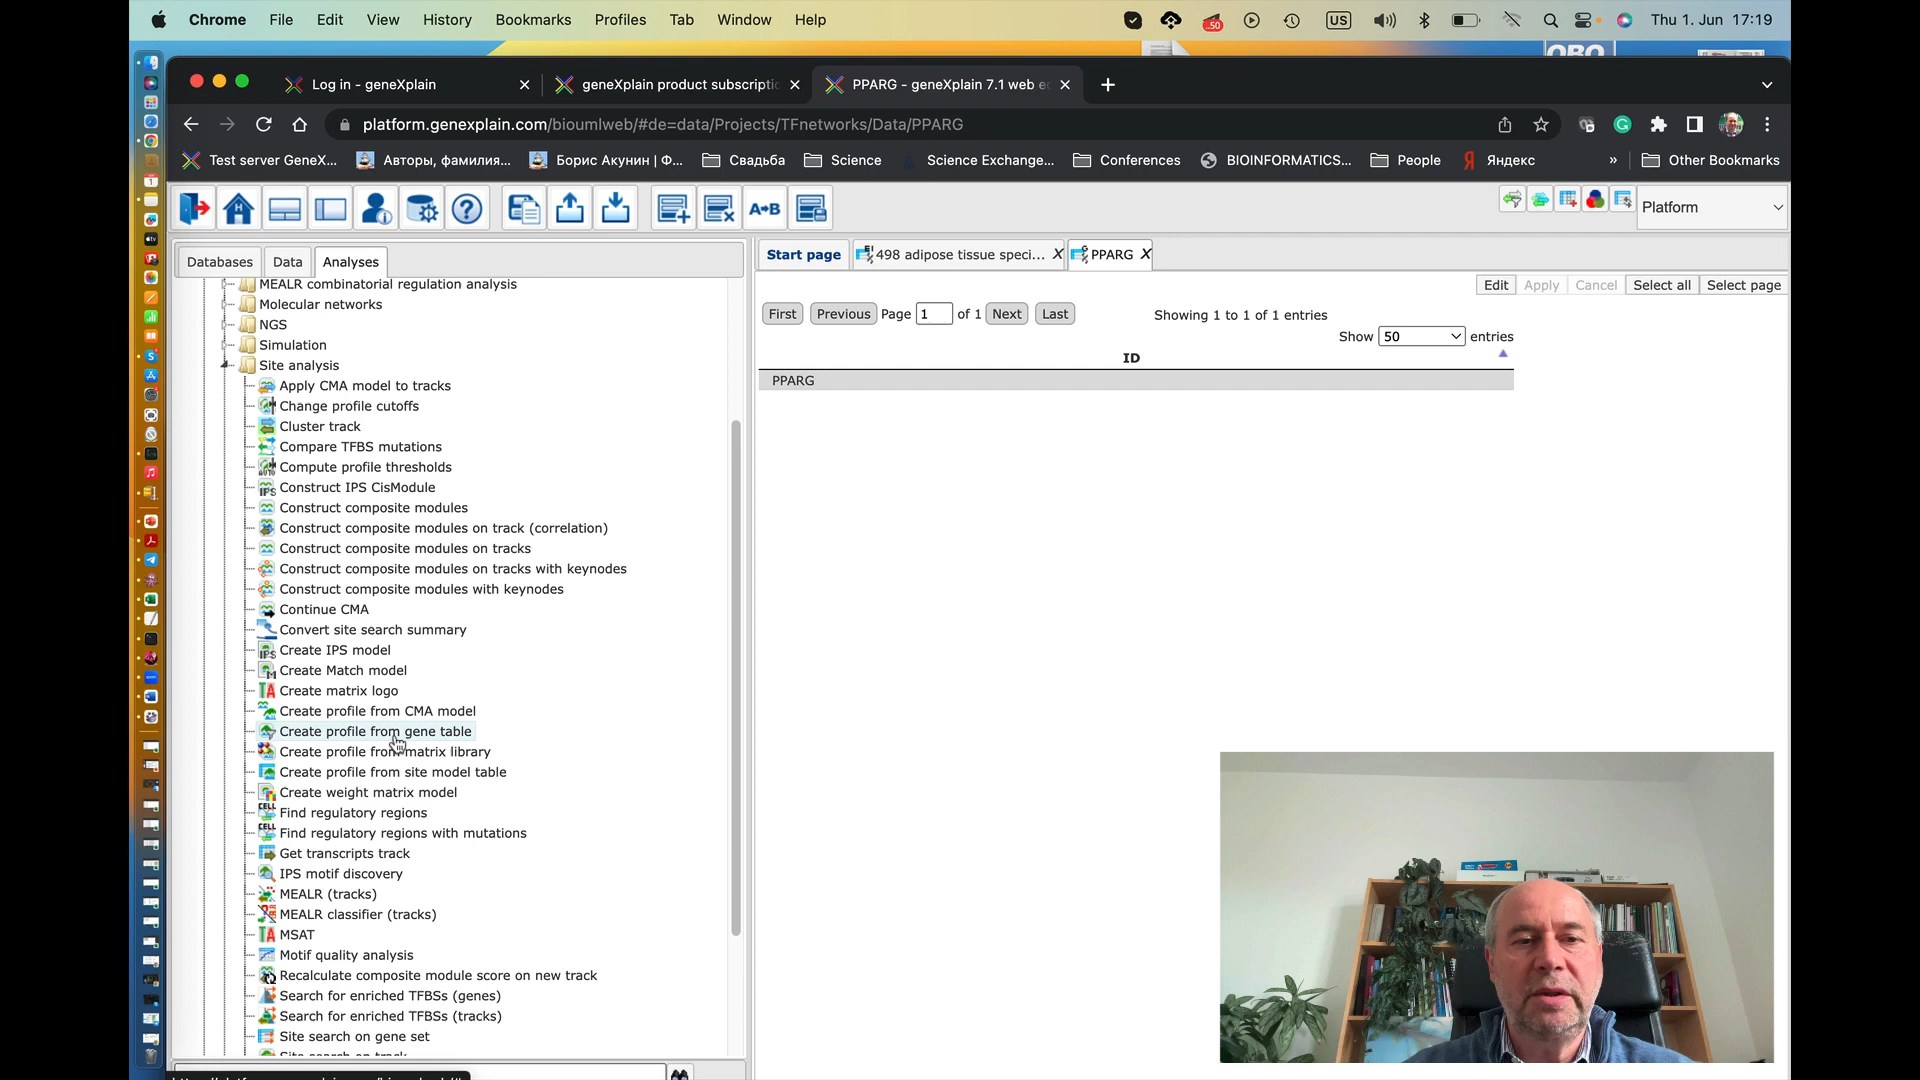 Chrome File Edit View History Bookmarks Profiles Tab Window Help
.50 US Thu 1. Jun 17:19
OBO
Log in - geneXplain
geneXplain product subscriptio
PPARG - geneXplain 7.1 web e
platform.genexplain.com/bioumlweb/#de=data/Projects/TFnetworks/Data/PPARG
Test server GeneX... Авторы, фамилия... Борис Акунин | Ф... Свадьба Science Science Exchange... Conferences BIOINFORMATICS... People Яндекс » Other Bookmarks
A→B
Platform
Databases Data Analyses
Start page 498 adipose tissue speci... X PPARG X
MEALR combinatorial regulation analysis
Molecular networks
NGS
Simulation
Site analysis
Apply CMA model to tracks
Change profile cutoffs
Cluster track
Compare TFBS mutations
Compute profile thresholds
Construct IPS CisModule
Construct composite modules
Construct composite modules on track (correlation)
Construct composite modules on tracks
Construct composite modules on tracks with keynodes
Construct composite modules with keynodes
Continue CMA
Convert site search summary
Create IPS model
Create Match model
Create matrix logo
Create profile from CMA model
Create profile from gene table
Create profile from matrix library
Create profile from site model table
Create weight matrix model
Find regulatory regions
Find regulatory regions with mutations
Get transcripts track
IPS motif discovery
MEALR (tracks)
MEALR classifier (tracks)
MSAT
Motif quality analysis
Recalculate composite module score on new track
Search for enriched TFBSs (genes)
Search for enriched TFBSs (tracks)
Site search on gene set
Site search on track
Edit Apply Cancel Select all Select page
First Previous Page 1 of 1 Next Last Showing 1 to 1 of 1 entries
Show 50 entries
ID
PPARG